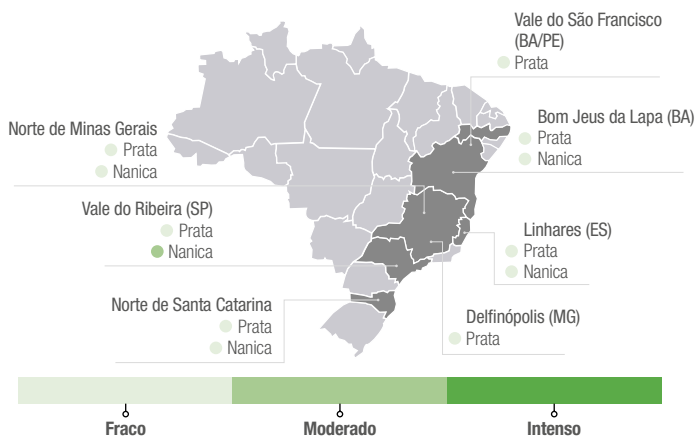 Vale do São Francisco
(BA/PE)
Prata
Bom Jeus da Lapa (BA)
Prata
Nanica
Norte de Minas Gerais
Prata
Nanica
Vale do Ribeira (SP)
Prata
Nanica
Linhares (ES)
Prata
Nanica
Norte de Santa Catarina
Prata
Nanica
Delfinópolis (MG)
Prata
Fraco
Moderado
Intenso